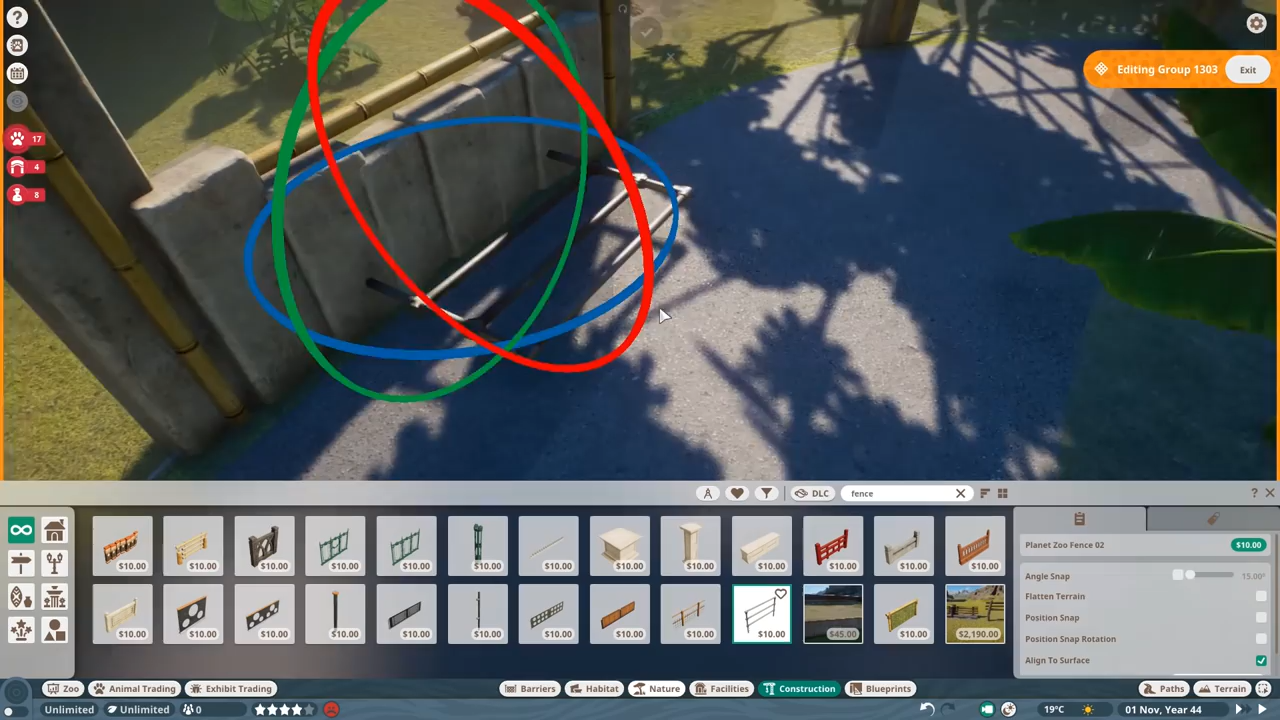 ?
Editing Group 1303 Exit
17
4
8
DLC fence ?
$10.00 $10.00 $10.00 $10.00 $10.00 $10.00 $10.00 $10.00 $10.00 $10.00 $10.00 $10.00 $10.00
$10.00 $10.00 $10.00 $10.00 $10.00 $10.00 $10.00 $10.00 $10.00 $10.00 $45.00 $10.00 $2,190.00
Planet Zoo Fence 02 $10.00
Angle Snap 15.00°
Flatten Terrain
Position Snap
Position Snap Rotation
Align To Surface
Zoo Animal Trading Exhibit Trading Barriers Habitat Nature Facilities Construction Blueprints Paths Terrain
Unlimited Unlimited 0 19°C 01 Nov, Year 44